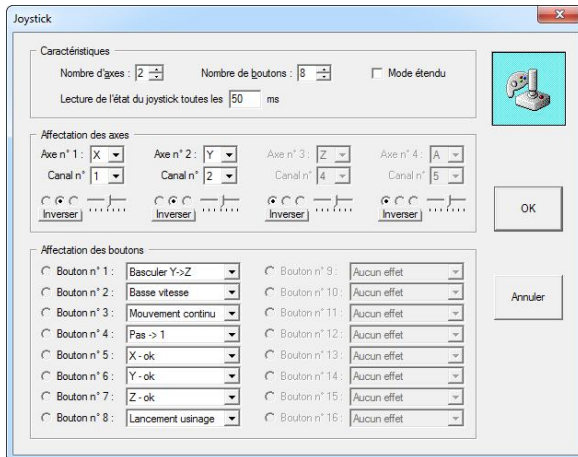 Joystick
Caractéristiques
Nombre d'axes : 2 Nombre de boutons : 8 Mode étendu
Lecture de l'état du joystick toutes les 50 ms
Affectation des axes
Axe n° 1 : X Axe n° 2 : Y Axe n° 3 : Z Axe n° 4 : A
Canal n° 1 Canal n° 2 Canal n° 4 Canal n° 5
Inverser Inverser Inverser Inverser
OK
Affectation des boutons
Bouton n° 1 : Basculer Y->Z Bouton n° 9 : Aucun effet
Bouton n° 2 : Basse vitesse Bouton n° 10 : Aucun effet
Bouton n° 3 : Mouvement continu Bouton n° 11 : Aucun effet
Bouton n° 4 : Pas -> 1 Bouton n° 12 : Aucun effet
Bouton n° 5 : X - ok Bouton n° 13 : Aucun effet
Bouton n° 6 : Y - ok Bouton n° 14 : Aucun effet
Bouton n° 7 : Z - ok Bouton n° 15 : Aucun effet
Bouton n° 8 : Lancement usinage Bouton n° 16 : Aucun effet
Annuler